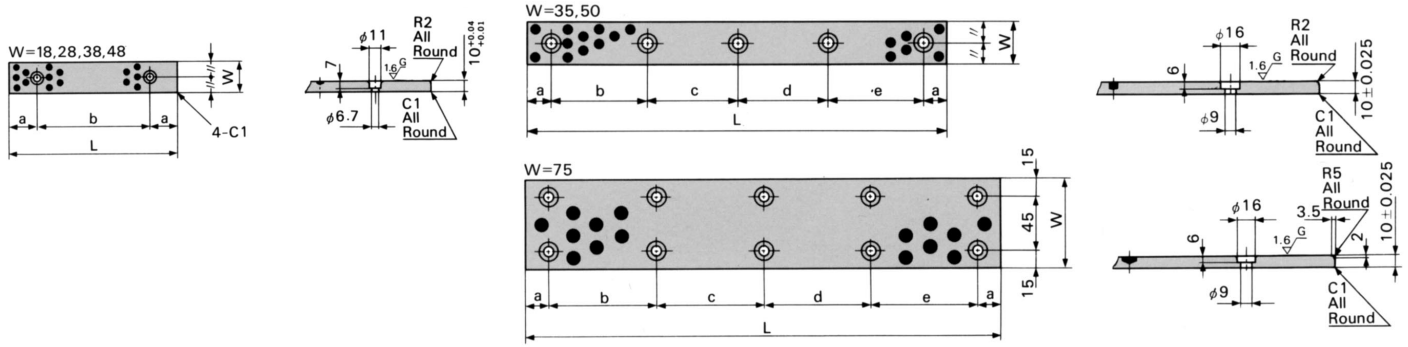 W=18,28,38,48
W
a
b
a
L
4-C1
φ11
R2
All
Round
10+0.04 +0.01
7
1.6
G
φ6.7
C1
All
Round
W=35,50
W
a
b
c
d
e
a
L
φ16
R2
All
Round
6
1.6
G
10±0.025
φ9
C1
All
Round
W=75
15
45
15
W
a
b
c
d
e
a
L
R5
All
Round
φ16
3.5
6
1.6
G
2
10±0.025
φ9
C1
All
Round